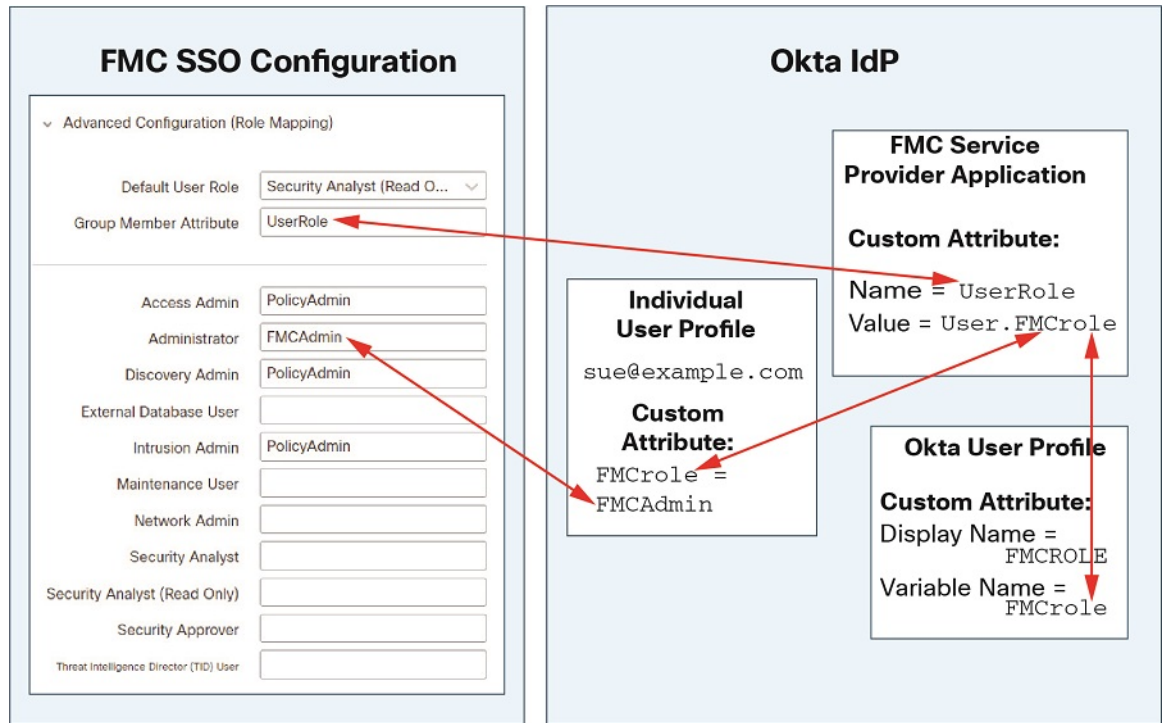 FMC SSO Configuration
Advanced Configuration (Role Mapping)
Default User Role Security Analyst (Read O...
Group Member Attribute UserRole
Access Admin PolicyAdmin
Administrator FMCAdmin
Discovery Admin PolicyAdmin
External Database User
Intrusion Admin PolicyAdmin
Maintenance User
Network Admin
Security Analyst
Security Analyst (Read Only)
Security Approver
Threat Intelligence Director (TID) User
Okta IdP
FMC Service
Provider Application
Custom Attribute:
Name = UserRole
Value = User.FMCrole
Individual
User Profile
sue@example.com
Custom
Attribute:
FMCrole =
FMCAdmin
Okta User Profile
Custom Attribute:
Display Name =
FMCROLE
Variable Name =
FMCrole